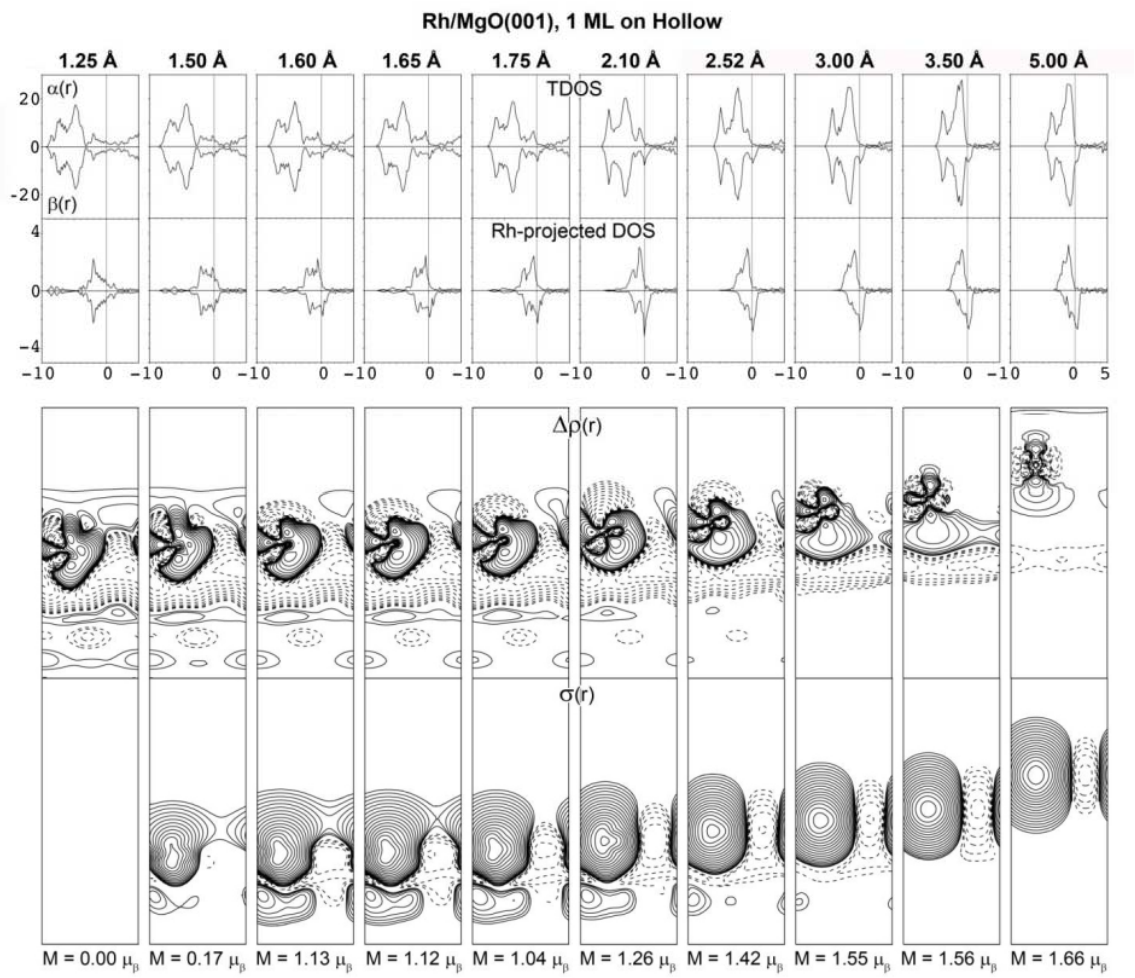 Rh/MgO(001), 1 ML on Hollow
1.25 Å 1.50 Å 1.60 Å 1.65 Å 1.75 Å 2.10 Å 2.52 Å 3.00 Å 3.50 Å 5.00 Å
α(r) TDOS
20
0
-20
β(r)
Rh-projected DOS
4
0
-4
-10 0 -10 0 -10 0 -10 0 -10 0 -10 0 -10 0 -10 0 -10 0 -10 0 5
Δρ(r)
σ(r)
M = 0.00 μβ M = 0.17 μβ M = 1.13 μβ M = 1.12 μβ M = 1.04 μβ M = 1.26 μβ M = 1.42 μβ M = 1.55 μβ M = 1.56 μβ M = 1.66 μβ